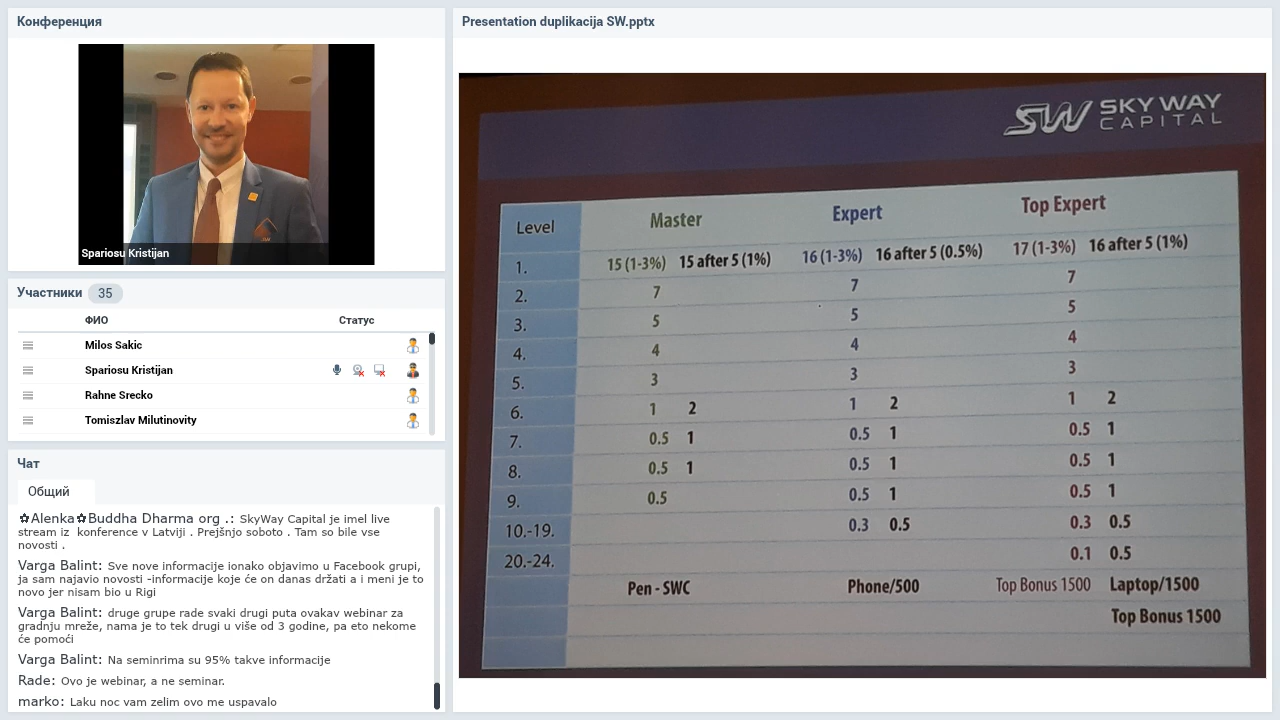 Конференция
Spariosu Kristijan
Участники 35
ФИО Статус
Milos Sakic
Spariosu Kristijan
Rahne Srecko
Tomiszlav Milutinovity
Чат
Общий
✿Alenka✿Buddha Dharma org .: SkyWay Capital je imel live
stream iz konference v Latviji . Prejšnjo soboto . Tam so bile vse
novosti .
Varga Balint: Sve nove informacije ionako objavimo u Facebook grupi,
ja sam najavio novosti -informacije koje će on danas držati a i meni je to
novo jer nisam bio u Rigi
Varga Balint: druge grupe rade svaki drugi puta ovakav webinar za
gradnju mreže, nama je to tek drugi u više od 3 godine, pa eto nekome
će pomoći
Varga Balint: Na seminrima su 95% takve informacije
Rade: Ovo je webinar, a ne seminar.
marko: Laku noc vam zelim ovo me uspavalo
Presentation duplikacija SW.pptx
SW SKY WAY
CAPITAL
Level Master Expert Top Expert
1. 15 (1-3%) 15 after 5 (1%) 16 (1-3%) 16 after 5 (0.5%) 17 (1-3%) 16 after 5 (1%)
2. 7 7 7
3. 5 5 5
4. 4 4 4
5. 3 3 3
6. 1 2 1 2 1 2
7. 0.5 1 0.5 1 0.5 1
8. 0.5 1 0.5 1 0.5 1
9. 0.5 0.5 1 0.5 1
10.-19. 0.3 0.5 0.3 0.5
20.-24. 0.1 0.5
Pen - SWC Phone/500 Top Bonus 1500 Laptop/1500
Top Bonus 1500